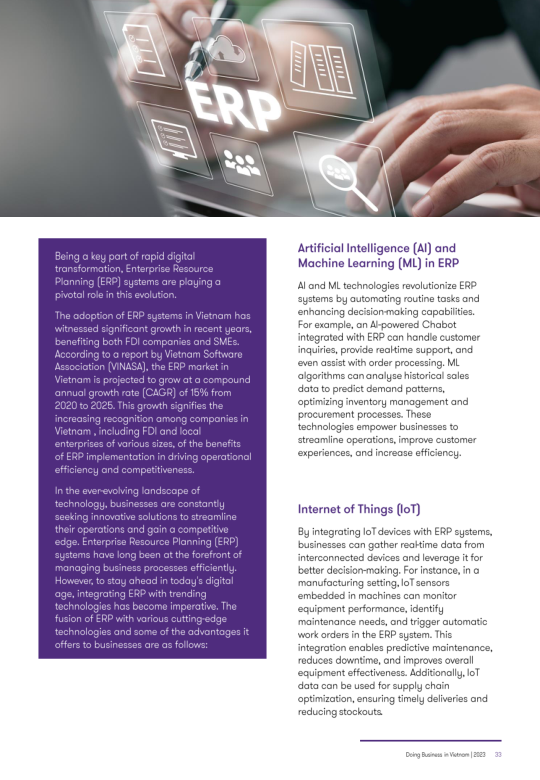 ERP
Being a key part of rapid digital
transformation, Enterprise Resource
Planning (ERP) systems are playing a
pivotal role in this evolution.
The adoption of ERP systems in Vietnam has
witnessed significant growth in recent years,
benefiting both FDI companies and SMEs.
According to a report by Vietnam Software
Association (VINASA), the ERP market in
Vietnam is projected to grow at a compound
annual growth rate (CAGR) of 15% from
2020 to 2025. This growth signifies the
increasing recognition among companies in
Vietnam , including FDI and local
enterprises of various sizes, of the benefits
of ERP implementation in driving operational
efficiency and competitiveness.
In the ever-evolving landscape of
technology, businesses are constantly
seeking innovative solutions to streamline
their operations and gain a competitive
edge. Enterprise Resource Planning (ERP)
systems have long been at the forefront of
managing business processes efficiently.
However, to stay ahead in today's digital
age, integrating ERP with trending
technologies has become imperative. The
fusion of ERP with various cutting-edge
technologies and some of the advantages it
offers to businesses are as follows:
Artificial Intelligence (AI) and
Machine Learning (ML) in ERP
AI and ML technologies revolutionize ERP
systems by automating routine tasks and
enhancing decision-making capabilities.
For example, an AI-powered Chabot
integrated with ERP can handle customer
inquiries, provide real-time support, and
even assist with order processing. ML
algorithms can analyse historical sales
data to predict demand patterns,
optimizing inventory management and
procurement processes. These
technologies empower businesses to
streamline operations, improve customer
experiences, and increase efficiency.
Internet of Things (IoT)
By integrating IoT devices with ERP systems,
businesses can gather real-time data from
interconnected devices and leverage it for
better decision-making. For instance, in a
manufacturing setting, IoT sensors
embedded in machines can monitor
equipment performance, identify
maintenance needs, and trigger automatic
work orders in the ERP system. This
integration enables predictive maintenance,
reduces downtime, and improves overall
equipment effectiveness. Additionally, IoT
data can be used for supply chain
optimization, ensuring timely deliveries and
reducing stockouts.
Doing Business in Vietnam | 2023 33